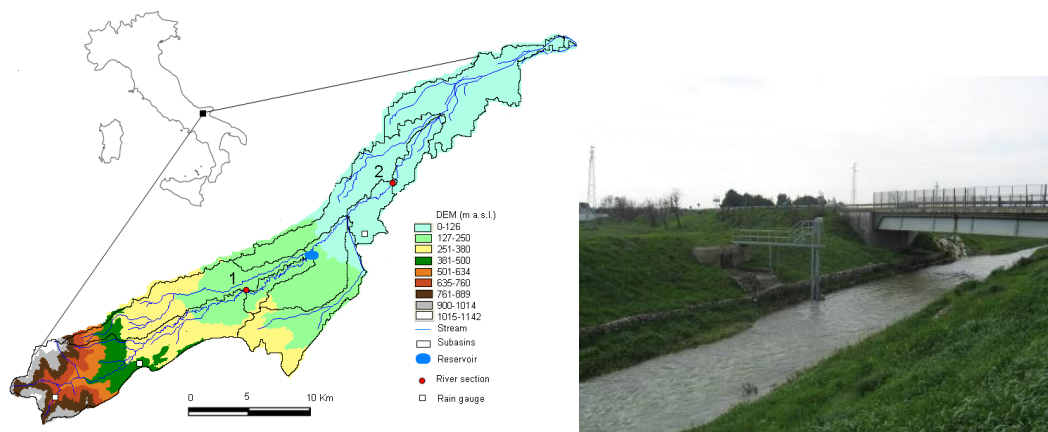 2
1
DEM (m a.s.l.)
0-126
127-250
251-380
381-500
501-634
635-760
761-889
900-1014
1015-1142
Stream
Subasins
Reservoir
River section
Rain gauge
0 5 10 Km